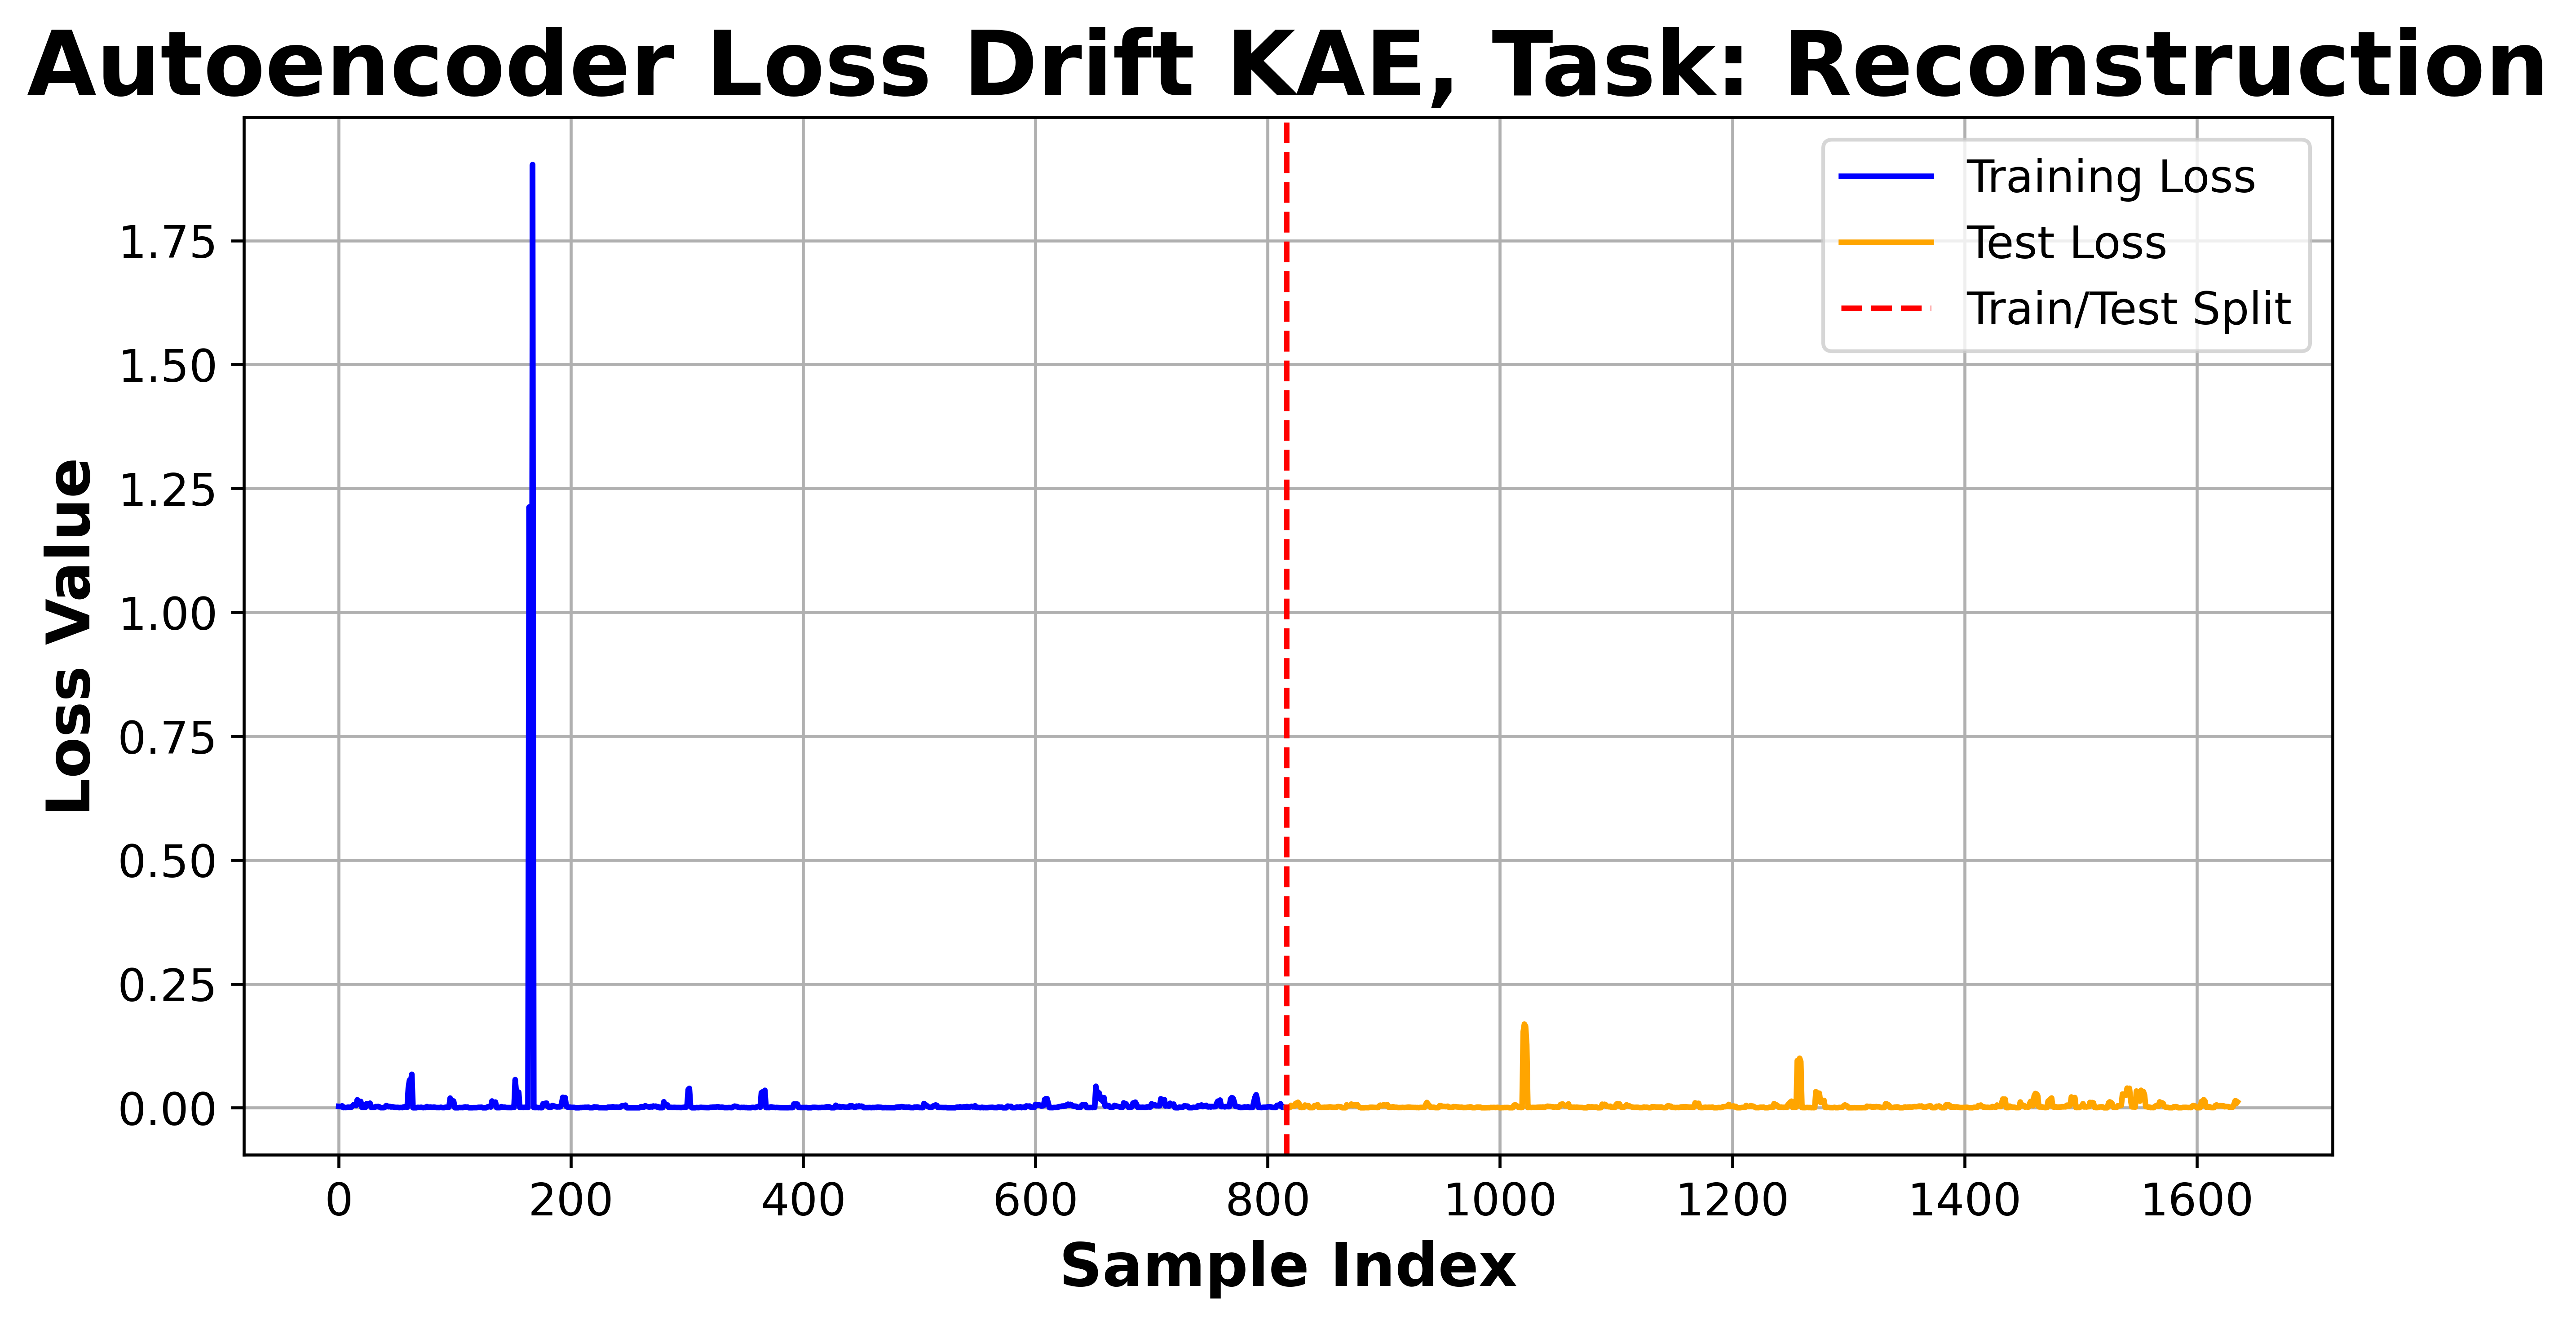 Autoencoder Loss Drift KAE, Task: Reconstruction
Training Loss
Test Loss
Train/Test Split
Loss Value
1.75
1.50
1.25
1.00
0.75
0.50
0.25
0.00
0 200 400 600 800 1000 1200 1400 1600
Sample Index